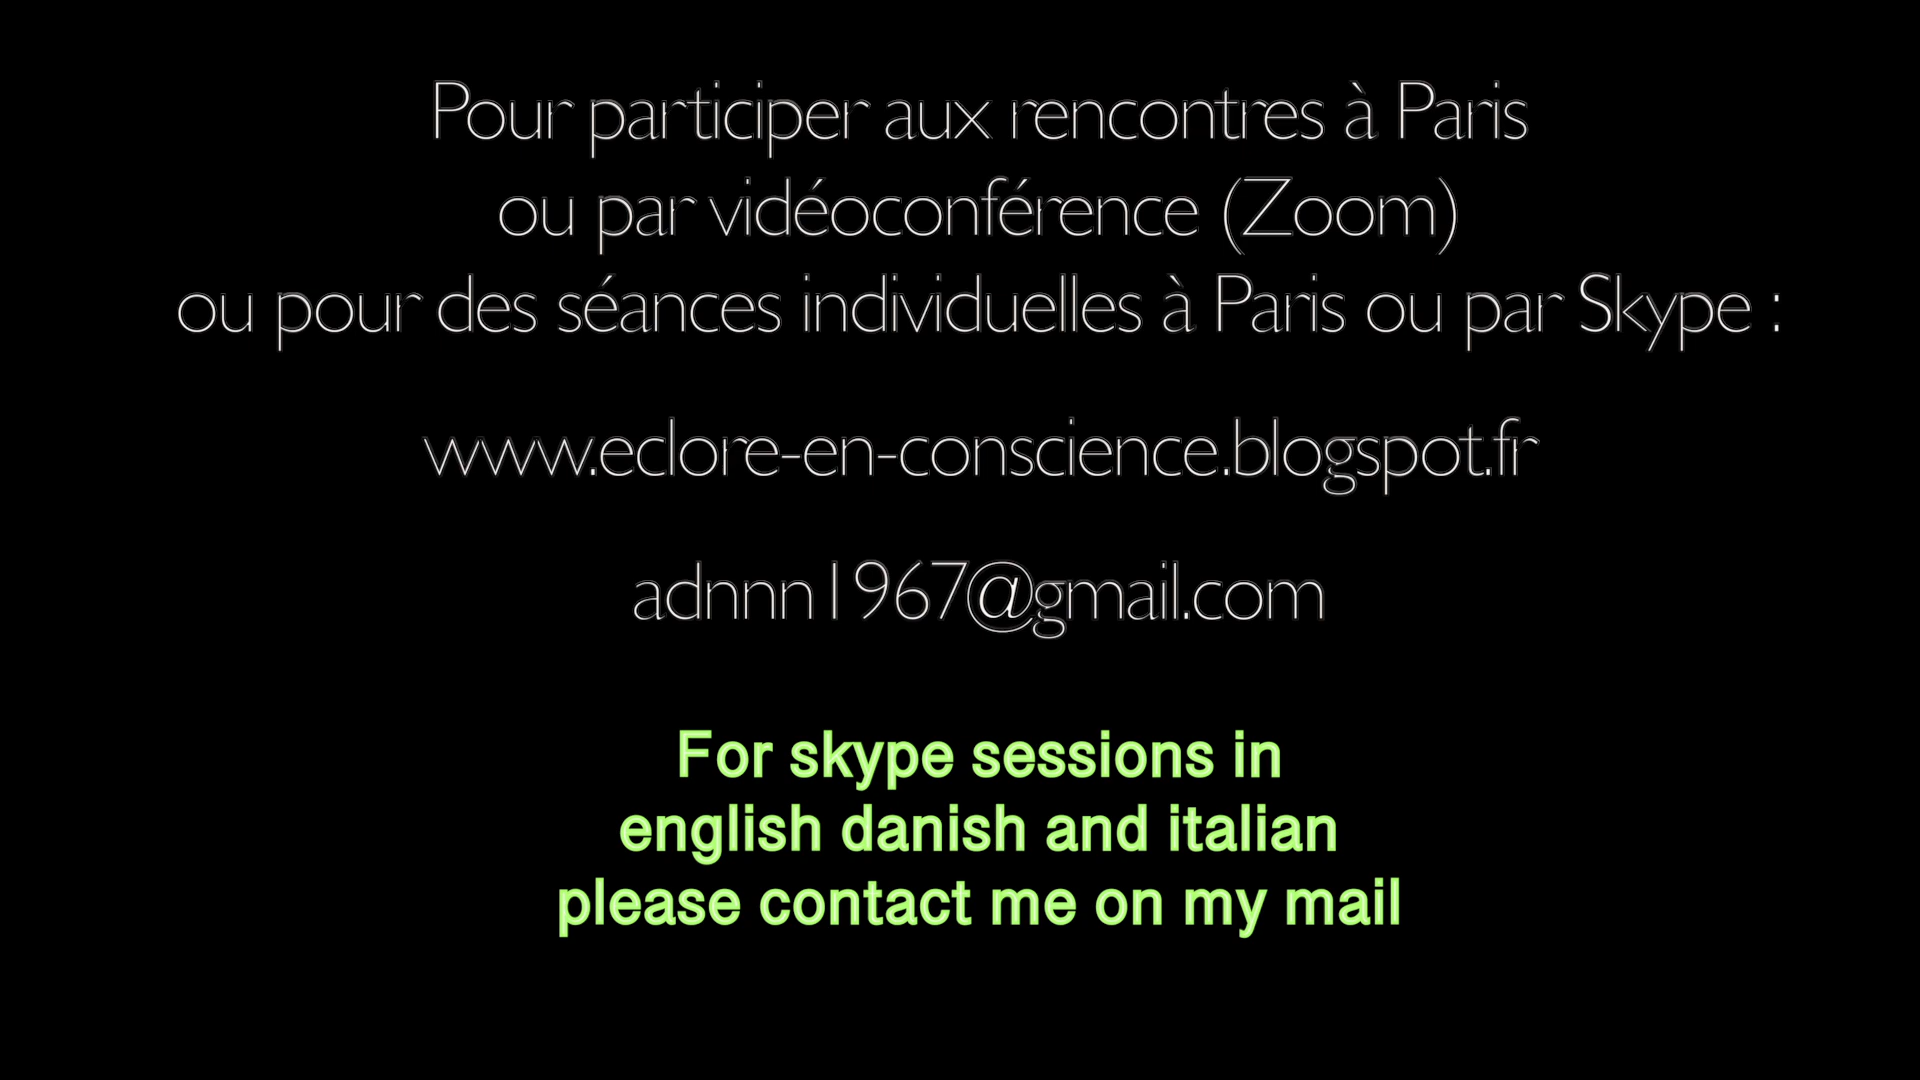 Pour participer aux rencontres à Paris
ou par vidéoconférence (Zoom)
ou pour des séances individuelles à Paris ou par Skype :
www.eclore-en-conscience.blogspot.fr
adnnn1967@gmail.com
For skype sessions in
english danish and italian
please contact me on my mail